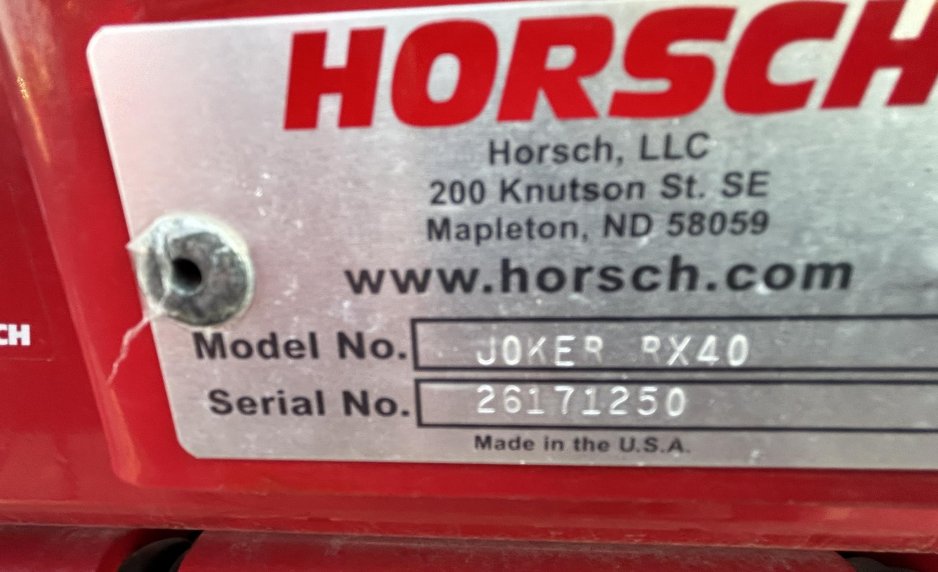 HORSCH
Horsch, LLC
200 Knutson St. SE
Mapleton, ND 58059
www.horsch.com
Model No. JOKER RX40
Serial No. 26171250
Made in the U.S.A.
CH